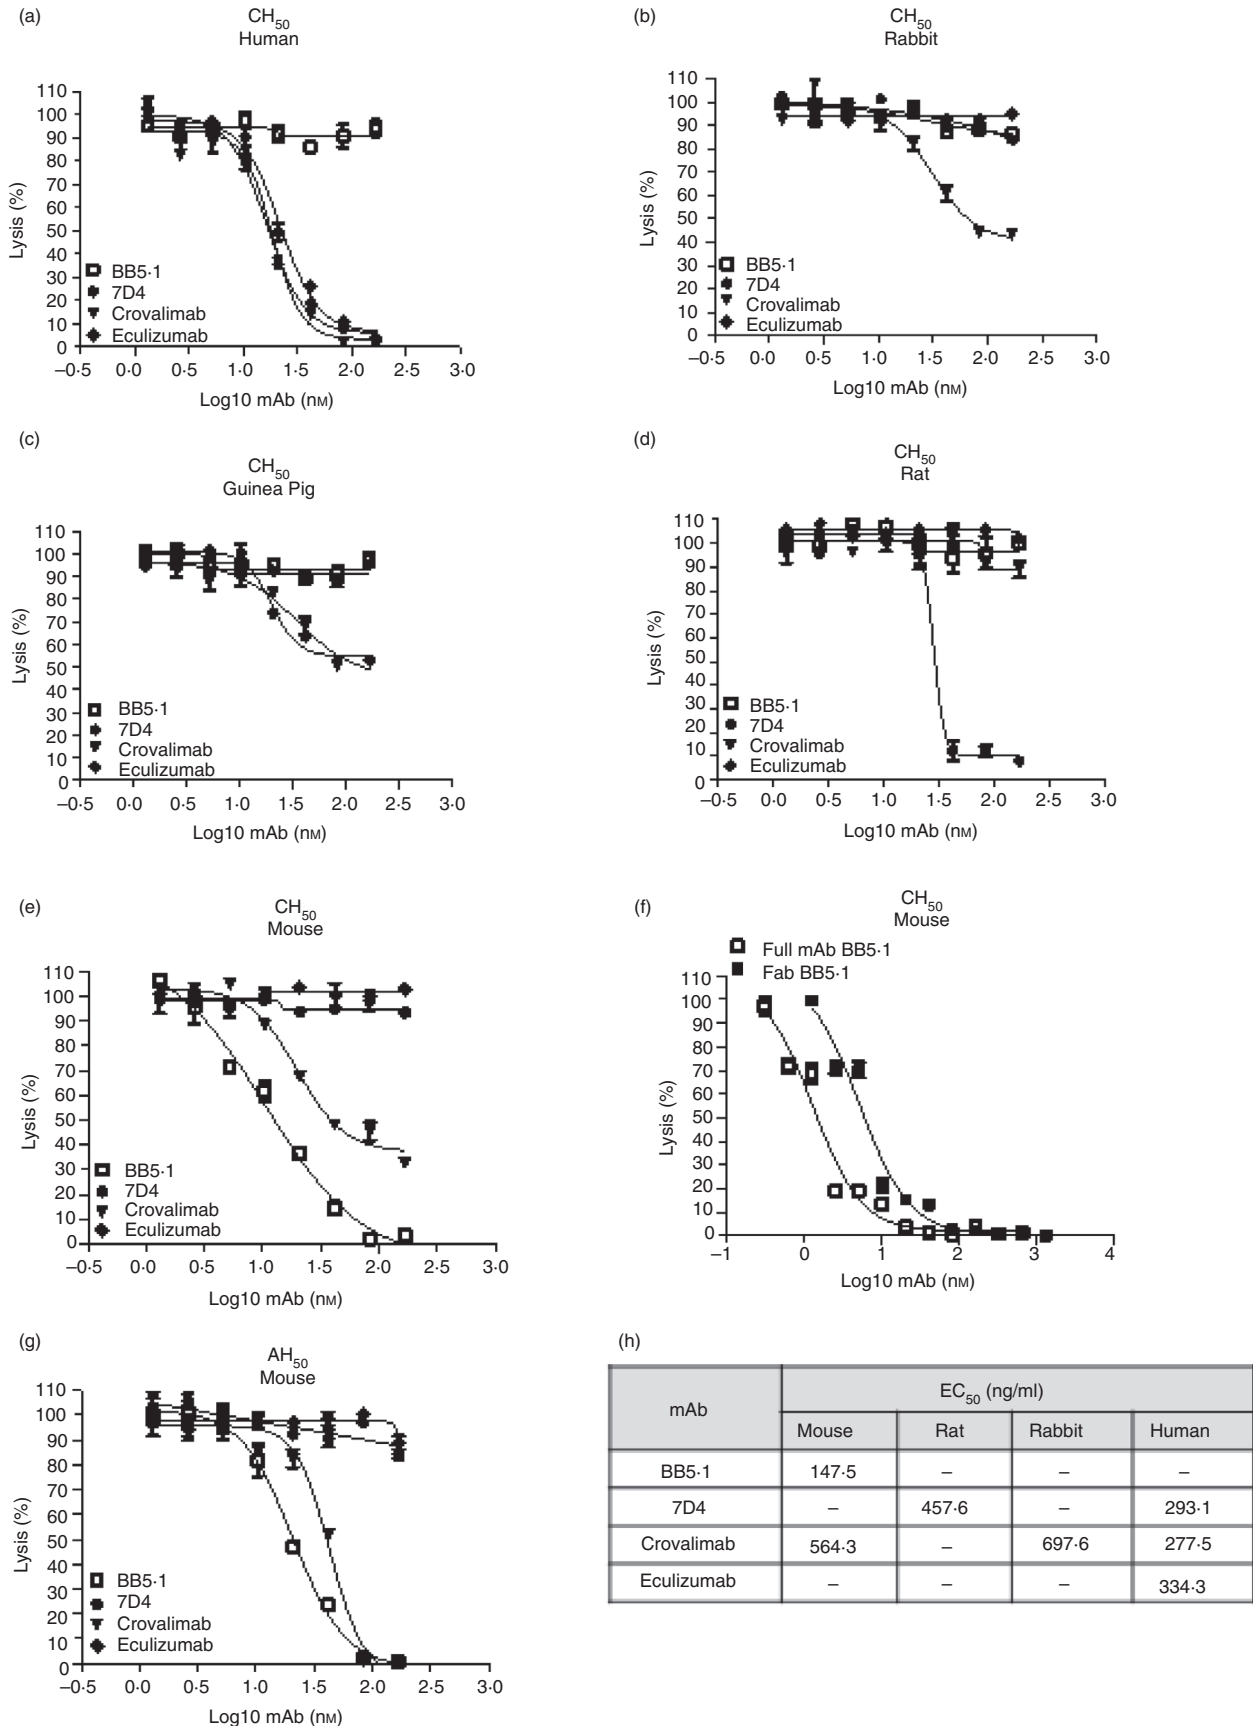 (a)
CH50
Human
110
100
90
80
70
60
50
40
30
20
10
0
Lysis (%)
BB5·1
7D4
Crovalimab
Eculizumab
–0·5 0·0 0·5 1·0 1·5 2·0 2·5 3·0
Log10 mAb (nM)
(b)
CH50
Rabbit
110
100
90
80
70
60
50
40
30
20
10
0
Lysis (%)
BB5·1
7D4
Crovalimab
Eculizumab
–0·5 0·0 0·5 1·0 1·5 2·0 2·5 3·0
Log10 mAb (nM)
(c)
CH50
Guinea Pig
110
100
90
80
70
60
50
40
30
20
10
0
Lysis (%)
BB5·1
7D4
Crovalimab
Eculizumab
–0·5 0·0 0·5 1·0 1·5 2·0 2·5 3·0
Log10 mAb (nM)
(d)
CH50
Rat
110
100
90
80
70
60
50
40
30
20
10
0
Lysis (%)
BB5·1
7D4
Crovalimab
Eculizumab
–0·5 0·0 0·5 1·0 1·5 2·0 2·5 3·0
Log10 mAb (nM)
(e)
CH50
Mouse
110
100
90
80
70
60
50
40
30
20
10
0
Lysis (%)
BB5·1
7D4
Crovalimab
Eculizumab
–0·5 0·0 0·5 1·0 1·5 2·0 2·5 3·0
Log10 mAb (nM)
(f)
CH50
Mouse
Full mAb BB5·1
Fab BB5·1
110
100
90
80
70
60
50
40
30
20
10
0
Lysis (%)
–1 0 1 2 3 4
Log10 mAb (nM)
(g)
AH50
Mouse
110
100
90
80
70
60
50
40
30
20
10
0
Lysis (%)
BB5·1
7D4
Crovalimab
Eculizumab
–0·5 0·0 0·5 1·0 1·5 2·0 2·5 3·0
Log10 mAb (nM)
(h)
mAb EC50 (ng/ml)
Mouse Rat Rabbit Human
BB5·1 147·5 – – –
7D4 – 457·6 – 293·1
Crovalimab 564·3 – 697·6 277·5
Eculizumab – – – 334·3